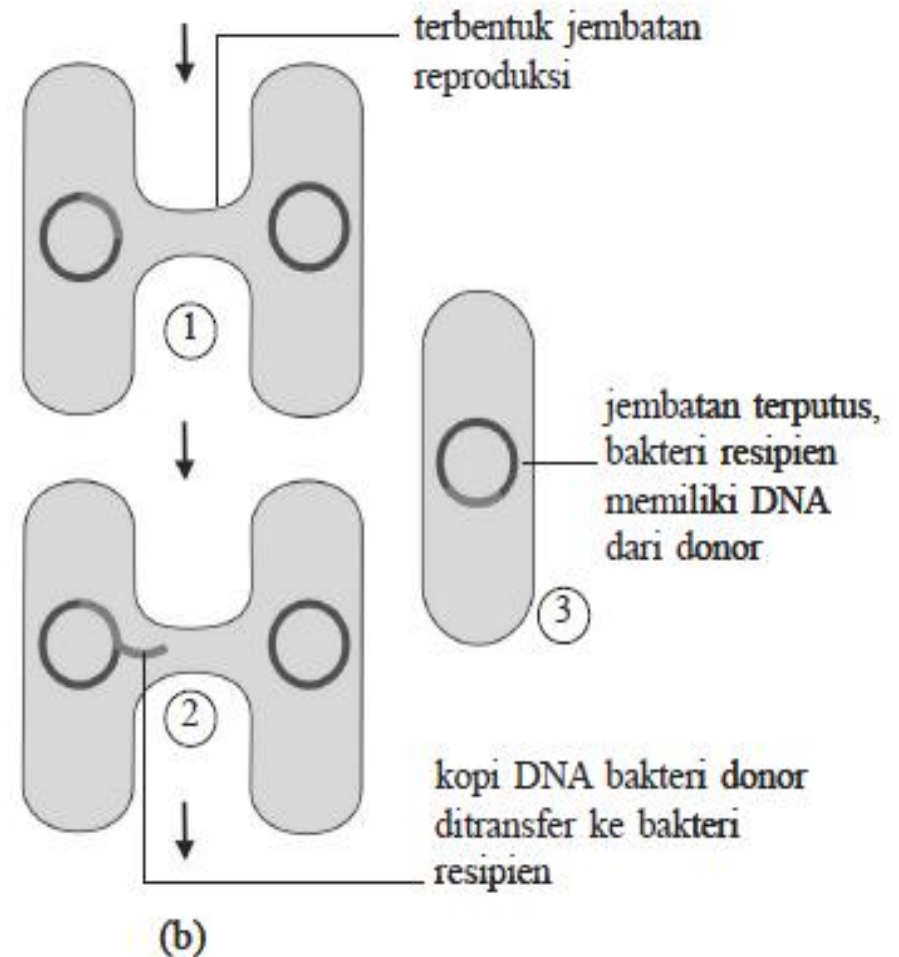 terbentuk jembatan
reproduksi
1
jembatan terputus,
bakteri resipien
memiliki DNA
dari donor
3
2
kopi DNA bakteri donor
ditransfer ke bakteri
resipien
(b)